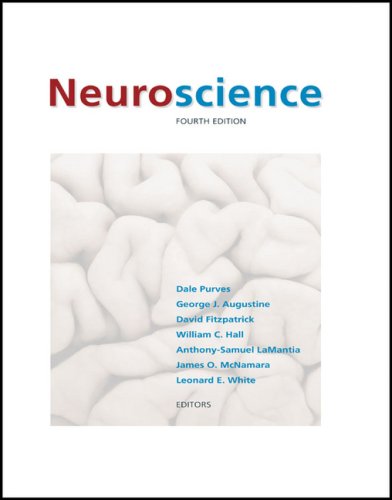 Neuroscience
FOURTH EDITION
Dale Purves
George J. Augustine
David Fitzpatrick
William C. Hall
Anthony-Samuel LaMantia
James O. McNamara
Leonard E. White
EDITORS